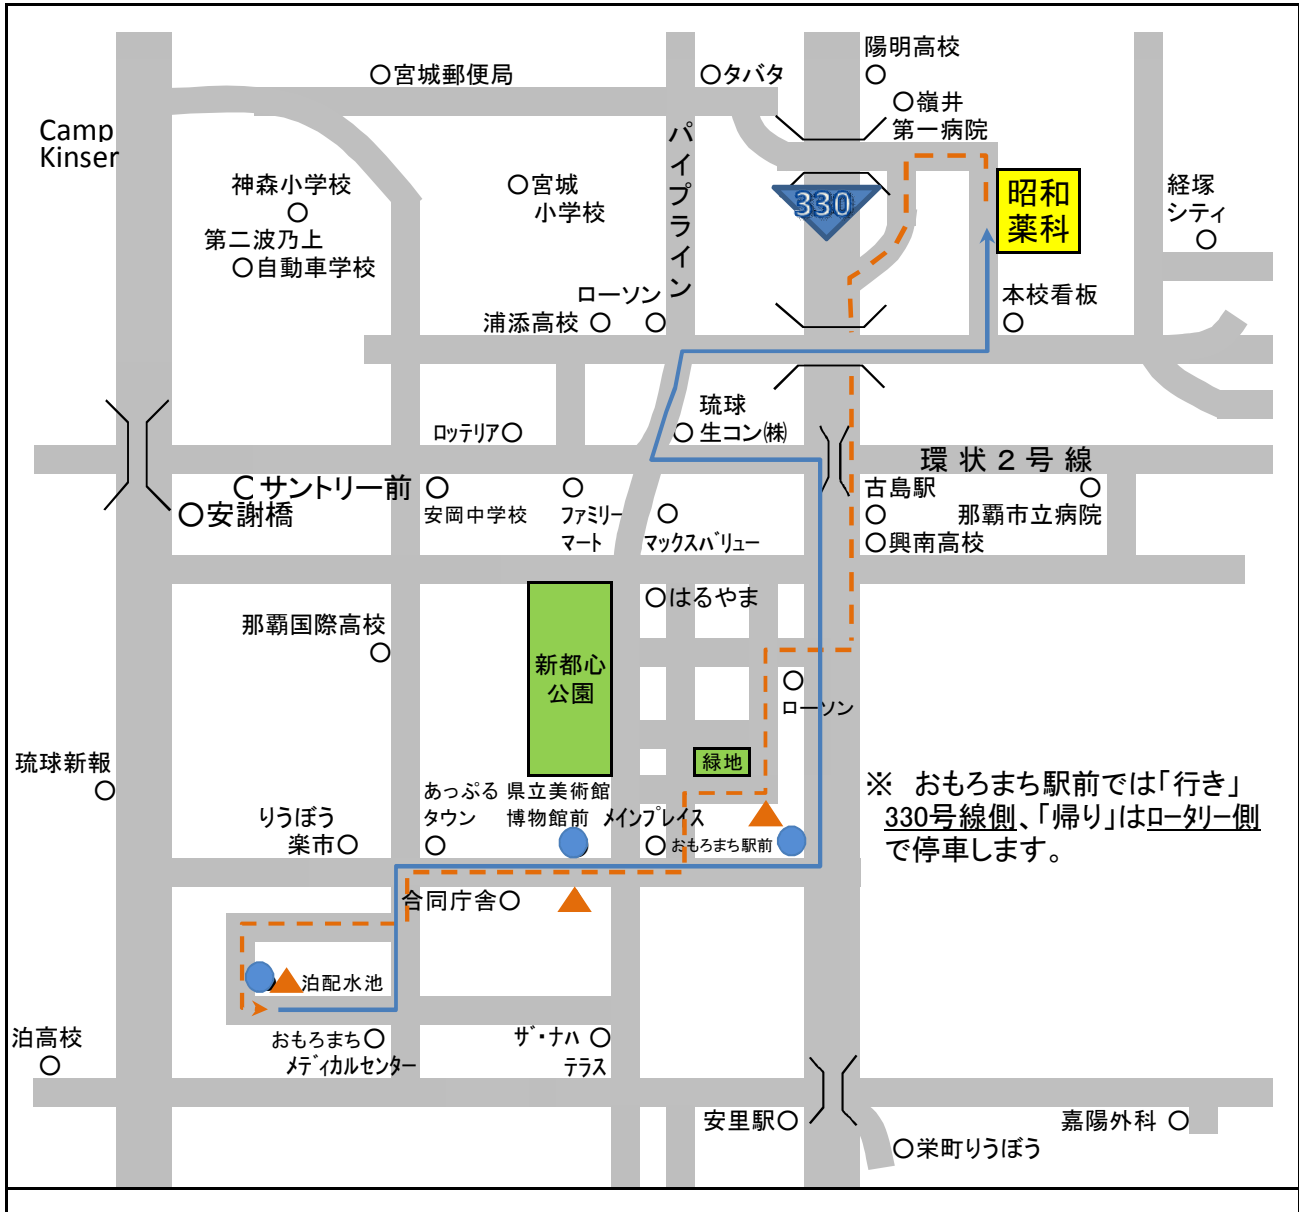 陽明高校
宮城郵便局
タバタ
嶺井
第一病院
Camp
Kinser
パイプライン
神森小学校
宮城
小学校
330
昭和
薬科
経塚
シティ
第二波乃上
自動車学校
ローソン
浦添高校
本校看板
ロッテリア
琉球
生コン㈱
環状2号線
サントリー前
安岡中学校
ファミリー
マート
マックスバリュー
古島駅
那覇市立病院
安謝橋
興南高校
はるやま
那覇国際高校
新都心
公園
ローソン
琉球新報
緑地
あっぷる
タウン
県立美術館
博物館前
メインプレイス
おもろまち駅前
りうぼう
楽市
※ おもろまち駅前では「行き」
330号線側、「帰り」はロータリー側
で停車します。
合同庁舎
泊配水池
泊高校
おもろまち
メディカルセンター
ザ・ナハ
テラス
安里駅
嘉陽外科
栄町りうぼう